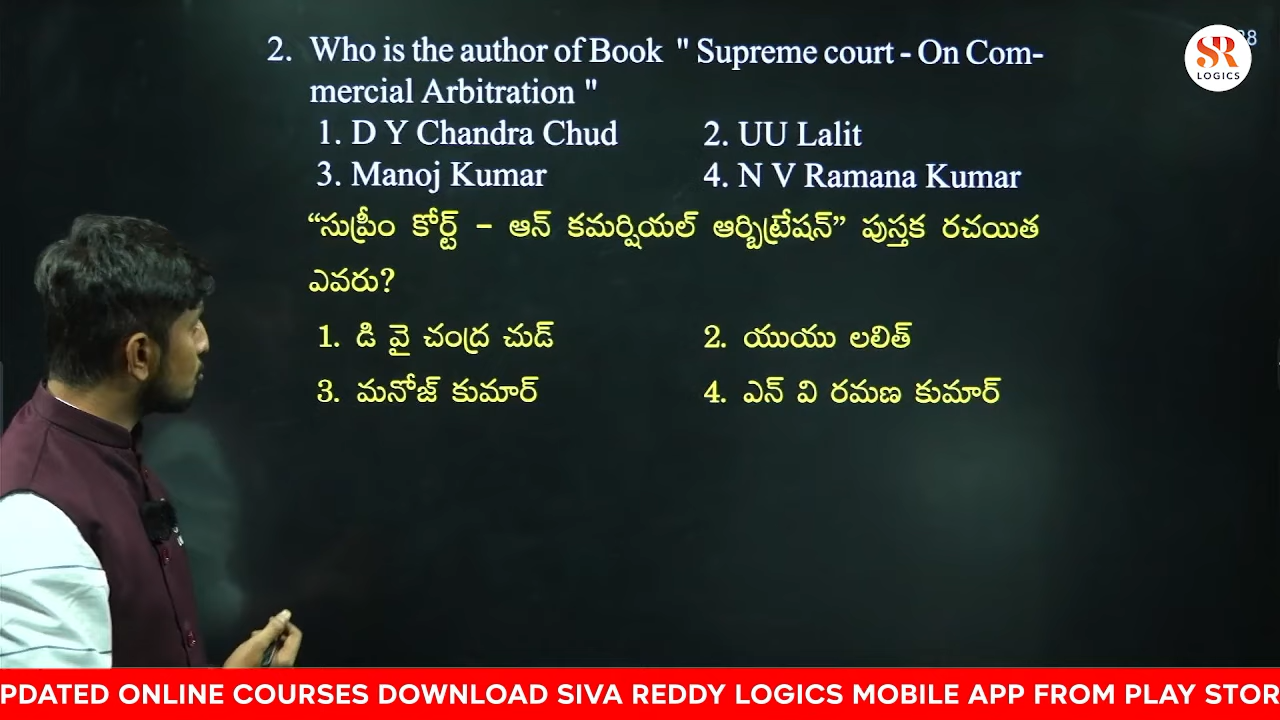 2. Who is the author of Book " Supreme court - On Com-
mercial Arbitration "
1. D Y Chandra Chud 2. UU Lalit
3. Manoj Kumar 4. N V Ramana Kumar
“సుప్రీం కోర్ట్ - ఆన్ కమర్షియల్ ఆర్బిట్రేషన్” పుస్తక రచయిత
ఎవరు?
1. డి వై చంద్ర చుడ్ 2. యుయు లలిత్
3. మనోజ్ కుమార్ 4. ఎన్ వి రమణ కుమార్
SR
LOGICS
PDATED ONLINE COURSES DOWNLOAD SIVA REDDY LOGICS MOBILE APP FROM PLAY STOR